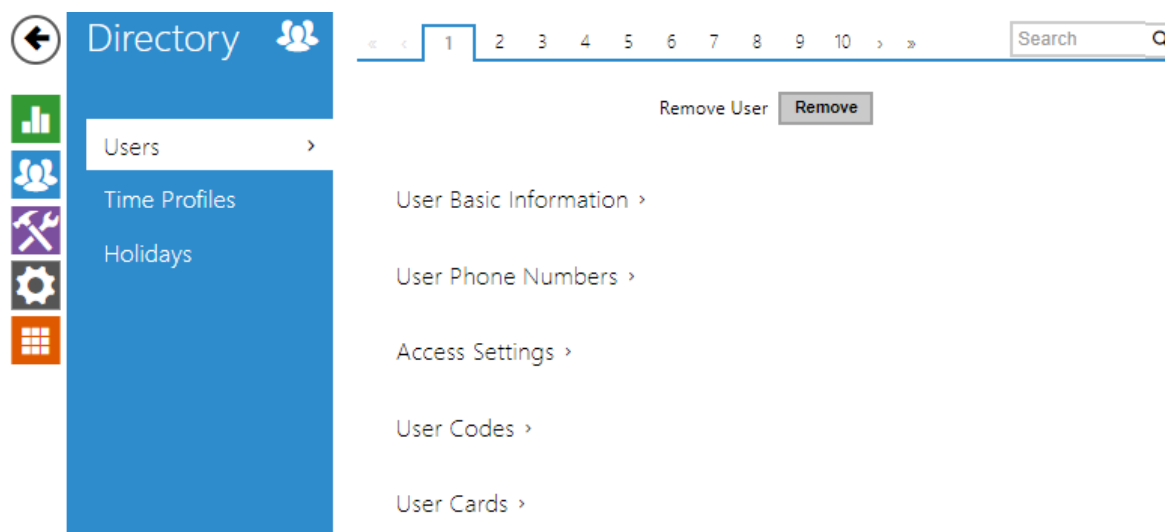 Directory
« ‹ 1 2 3 4 5 6 7 8 9 10 › »
Search
Remove User Remove
Users ›
Time Profiles
Holidays
User Basic Information ›
User Phone Numbers ›
Access Settings ›
User Codes ›
User Cards ›